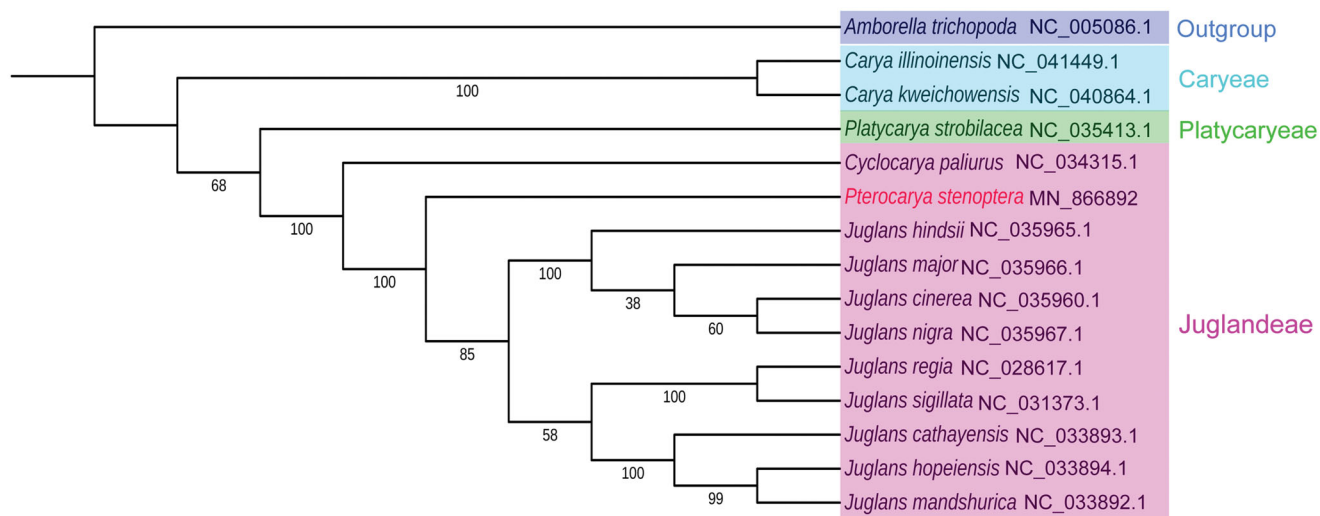 Amborella trichopoda NC_005086.1
Outgroup
Carya illinoinensis NC_041449.1
Caryeae
100
Carya kweichowensis NC_040864.1
Platycarya strobilacea NC_035413.1
Platycaryeae
Cyclocarya paliurus NC_034315.1
68
Pterocarya stenoptera MN_866892
100
Juglans hindsii NC_035965.1
100
Juglans major NC_035966.1
100
38
Juglans cinerea NC_035960.1
Juglans nigra NC_035967.1
Juglandeae
60
85
Juglans regia NC_028617.1
100
Juglans sigillata NC_031373.1
58
Juglans cathayensis NC_033893.1
100
Juglans hopeiensis NC_033894.1
99
Juglans mandshurica NC_033892.1